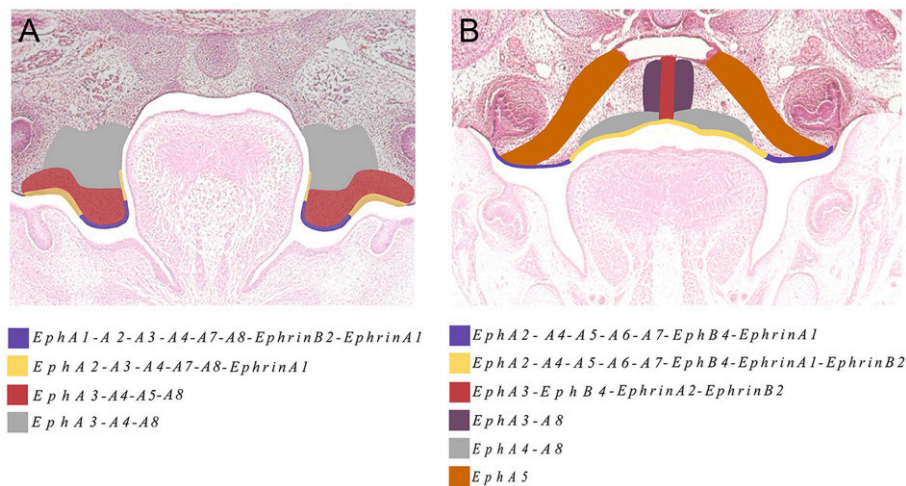 A
B
EphA1-A2-A3-A4-A7-A8-EphrinB2-EphrinA1
EphA2-A3-A4-A7-A8-EphrinA1
EphA3-A4-A5-A8
EphA3-A4-A8
EphA2-A4-A5-A6-A7-EphB4-EphrinA1
EphA2-A4-A5-A6-A7-EphB4-EphrinA1-EphrinB2
EphA3-EphB4-EphrinA2-EphrinB2
EphA3-A8
EphA4-A8
EphA5